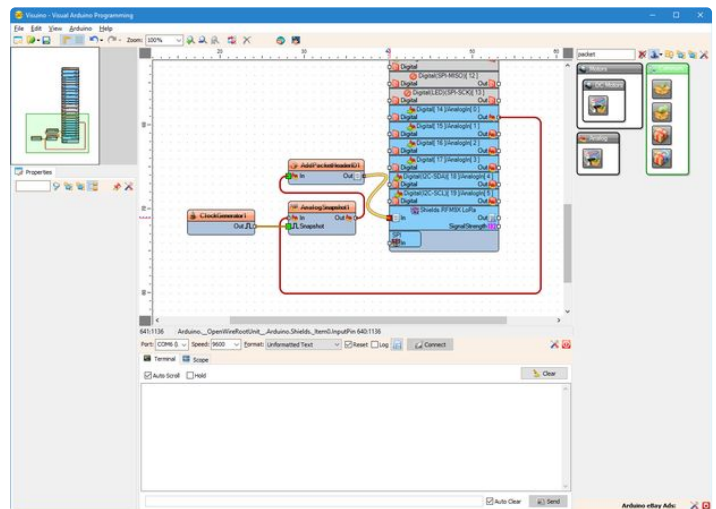 Visuino - Visual Arduino Programming
File Edit View Arduino Help
Zoom: 100%
packet
Properties
Motors
DC Motors
Analog
Digital
Digital(SPI-MISO)[ 12 ]
Digital Out
Digital(LED)(SPI-SCK)[ 13 ]
Digital Out
Digital[ 14 ]/AnalogIn[ 0 ]
Digital Out
Digital[ 15 ]/AnalogIn[ 1 ]
Digital Out
Digital[ 16 ]/AnalogIn[ 2 ]
Digital Out
Digital[ 17 ]/AnalogIn[ 3 ]
Digital Out
Digital(I2C-SDA)[ 18 ]/AnalogIn[ 4 ]
Digital Out
Digital(I2C-SCL)[ 19 ]/AnalogIn[ 5 ]
Digital Out
Shields.RFM9X LoRa
In Out
SignalStrength
SPI
In
AddPacketHeaderID1
In Out
AnalogSnapshot1
In Out
Snapshot
ClockGenerator1
Out
641:1136 Arduino.__OpenWireRootUnit__.Arduino.Shields._Item0.InputPin 640:1136
Port: Speed: 9600 Format: Unformatted Text Reset Log Connect
Terminal Scope
Auto Scroll Hold Clear
Auto Clear Send
Arduino eBay Ads: